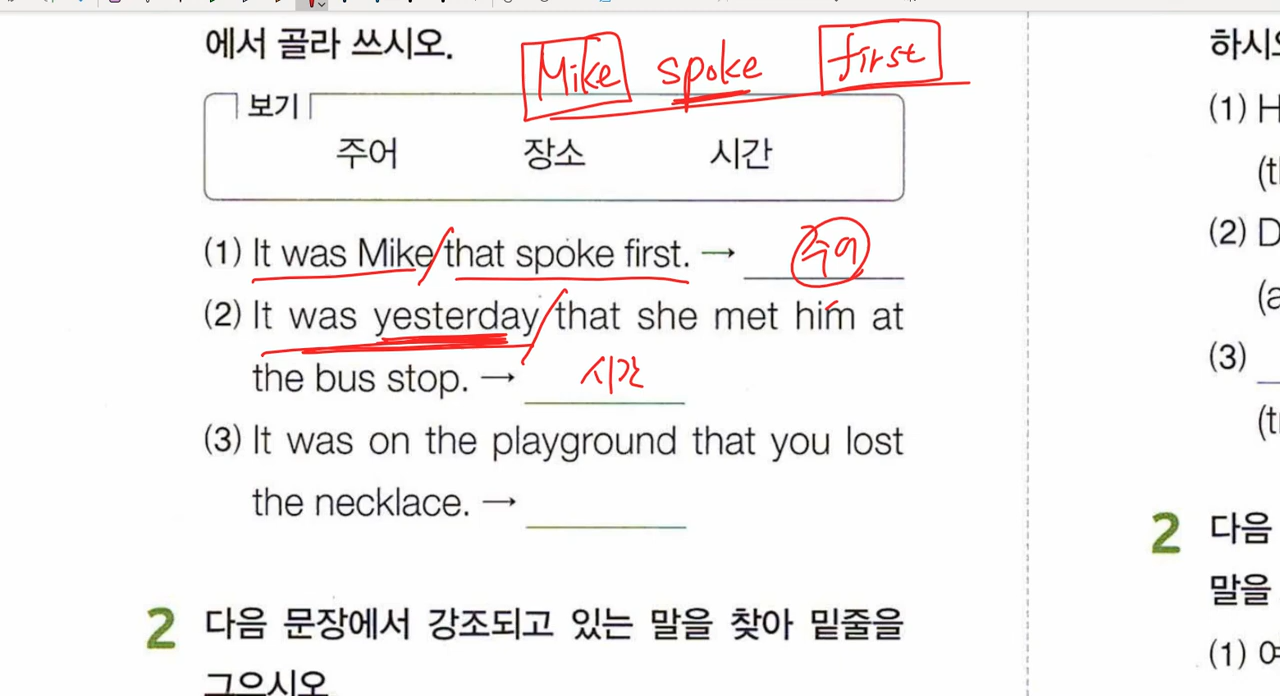 에서 골라 쓰시오.
Mike spoke first
보기
주어 장소 시간
(1) It was Mike/that spoke first. → 주어
(2) It was yesterday/that she met him at
the bus stop. → 시간
(3) It was on the playground that you lost
the necklace. →
2 다음 문장에서 강조되고 있는 말을 찾아 밑줄을
그으시오
(1) H
(2) D
(3)
2 다음
말을
(1)